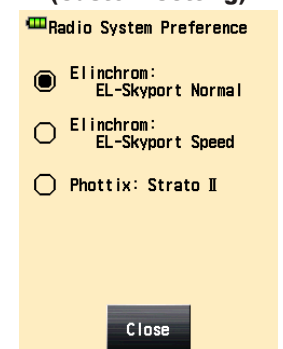 Radio System Preference
Elinchrom:
EL-Skyport Normal
Elinchrom:
EL-Skyport Speed
Phottix: Strato Ⅱ
Close